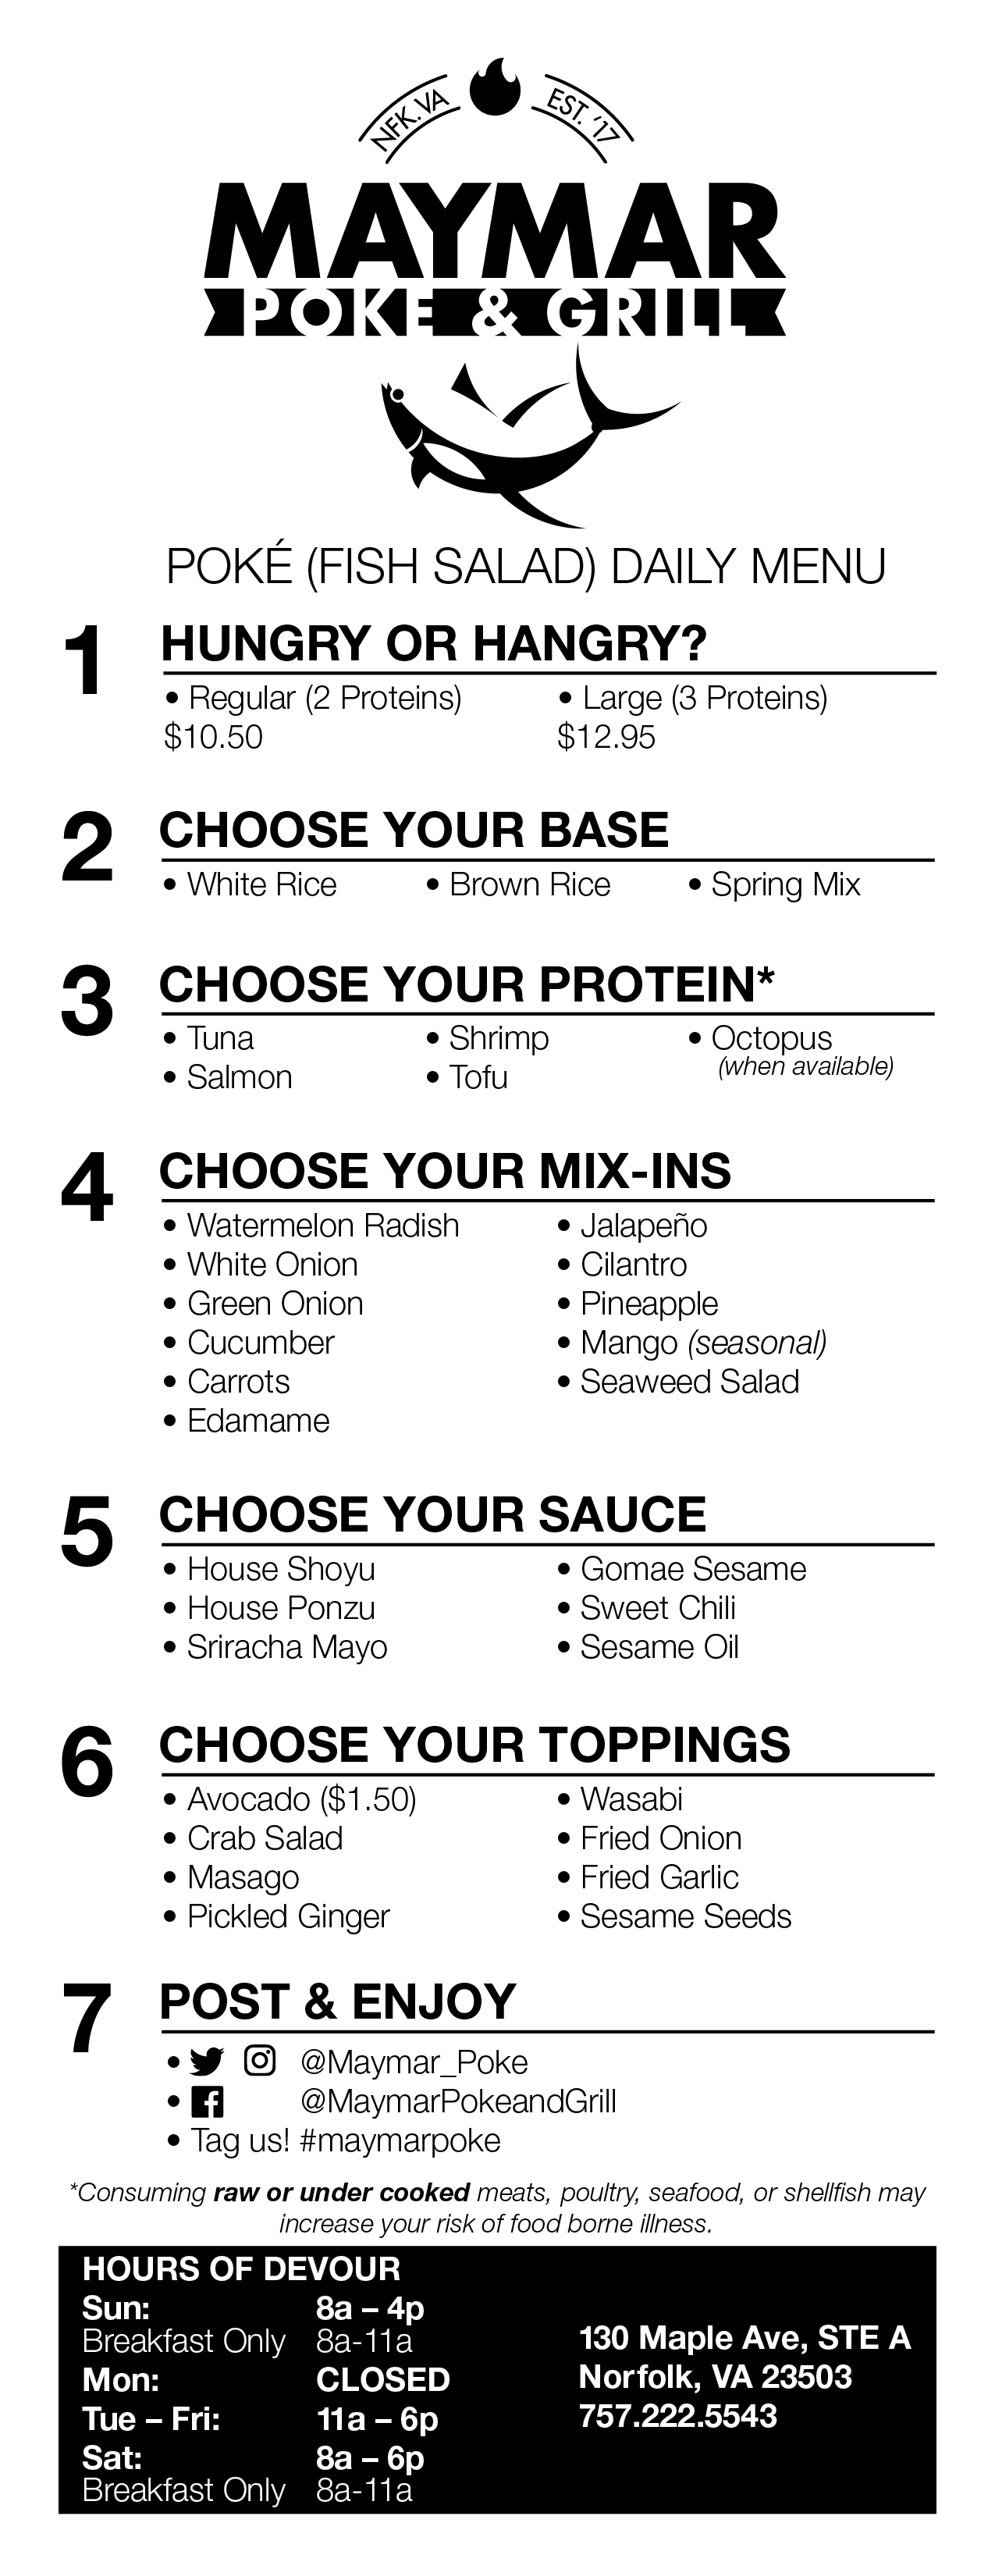 NFK.VA EST. '17
MAYMAR
POKE & GRILL
POKÉ (FISH SALAD) DAILY MENU
1 HUNGRY OR HANGRY?
• Regular (2 Proteins) • Large (3 Proteins)
$10.50 $12.95
2 CHOOSE YOUR BASE
• White Rice • Brown Rice • Spring Mix
3 CHOOSE YOUR PROTEIN*
• Tuna • Shrimp • Octopus
(when available)
• Salmon • Tofu
4 CHOOSE YOUR MIX-INS
• Watermelon Radish • Jalapeño
• White Onion • Cilantro
• Green Onion • Pineapple
• Cucumber • Mango (seasonal)
• Carrots • Seaweed Salad
• Edamame
5 CHOOSE YOUR SAUCE
• House Shoyu • Gomae Sesame
• House Ponzu • Sweet Chili
• Sriracha Mayo • Sesame Oil
6 CHOOSE YOUR TOPPINGS
• Avocado ($1.50) • Wasabi
• Crab Salad • Fried Onion
• Masago • Fried Garlic
• Pickled Ginger • Sesame Seeds
7 POST & ENJOY
• @Maymar_Poke
• @MaymarPokeandGrill
• Tag us! #maymarpoke
*Consuming raw or under cooked meats, poultry, seafood, or shellfish may
increase your risk of food borne illness.
HOURS OF DEVOUR
Sun: 8a – 4p
Breakfast Only 8a-11a
Mon: CLOSED
Tue – Fri: 11a – 6p
Sat: 8a – 6p
Breakfast Only 8a-11a
130 Maple Ave, STE A
Norfolk, VA 23503
757.222.5543